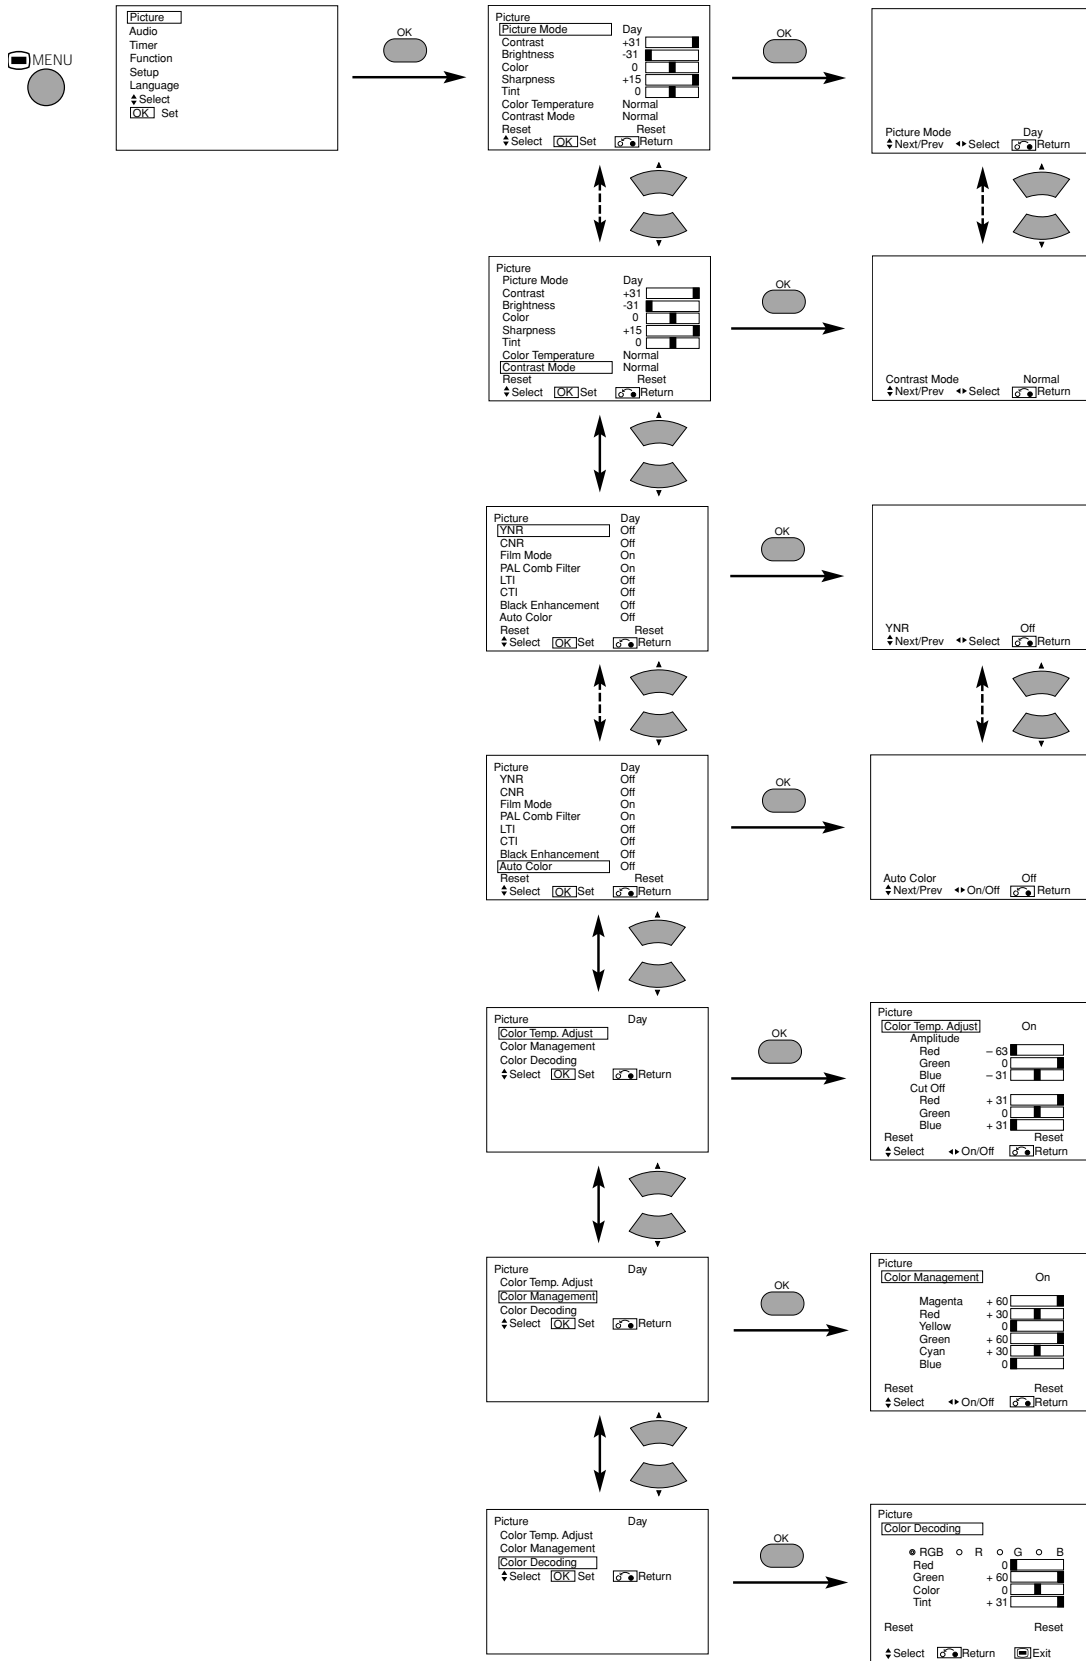 MENU
Picture
Audio
Timer
Function
Setup
Language
Select
OK Set
OK
Picture
Picture Mode Day
Contrast +31
Brightness -31
Color 0
Sharpness +15
Tint 0
Color Temperature Normal
Contrast Mode Normal
Reset Reset
Select OK Set Return
OK
Picture Mode Day
Next/Prev Select Return
Picture
Picture Mode Day
Contrast +31
Brightness -31
Color 0
Sharpness +15
Tint 0
Color Temperature Normal
Contrast Mode Normal
Reset Reset
Select OK Set Return
OK
Contrast Mode Normal
Next/Prev Select Return
Picture Day
YNR Off
CNR Off
Film Mode On
PAL Comb Filter On
LTI Off
CTI Off
Black Enhancement Off
Auto Color Off
Reset Reset
Select OK Set Return
OK
YNR Off
Next/Prev Select Return
Picture Day
YNR Off
CNR Off
Film Mode On
PAL Comb Filter On
LTI Off
CTI Off
Black Enhancement Off
Auto Color Off
Reset Reset
Select OK Set Return
OK
Auto Color Off
Next/Prev On/Off Return
Picture Day
Color Temp. Adjust
Color Management
Color Decoding
Select OK Set Return
OK
Picture
Color Temp. Adjust On
Amplitude
Red – 63
Green 0
Blue – 31
Cut Off
Red + 31
Green 0
Blue + 31
Reset Reset
Select On/Off Return
Picture Day
Color Temp. Adjust
Color Management
Color Decoding
Select OK Set Return
OK
Picture
Color Management On
Magenta + 60
Red + 30
Yellow 0
Green + 60
Cyan + 30
Blue 0
Reset Reset
Select On/Off Return
Picture Day
Color Temp. Adjust
Color Management
Color Decoding
Select OK Set Return
OK
Picture
Color Decoding
RGB R G B
Red 0
Green + 60
Color 0
Tint + 31
Reset Reset
Select Return Exit